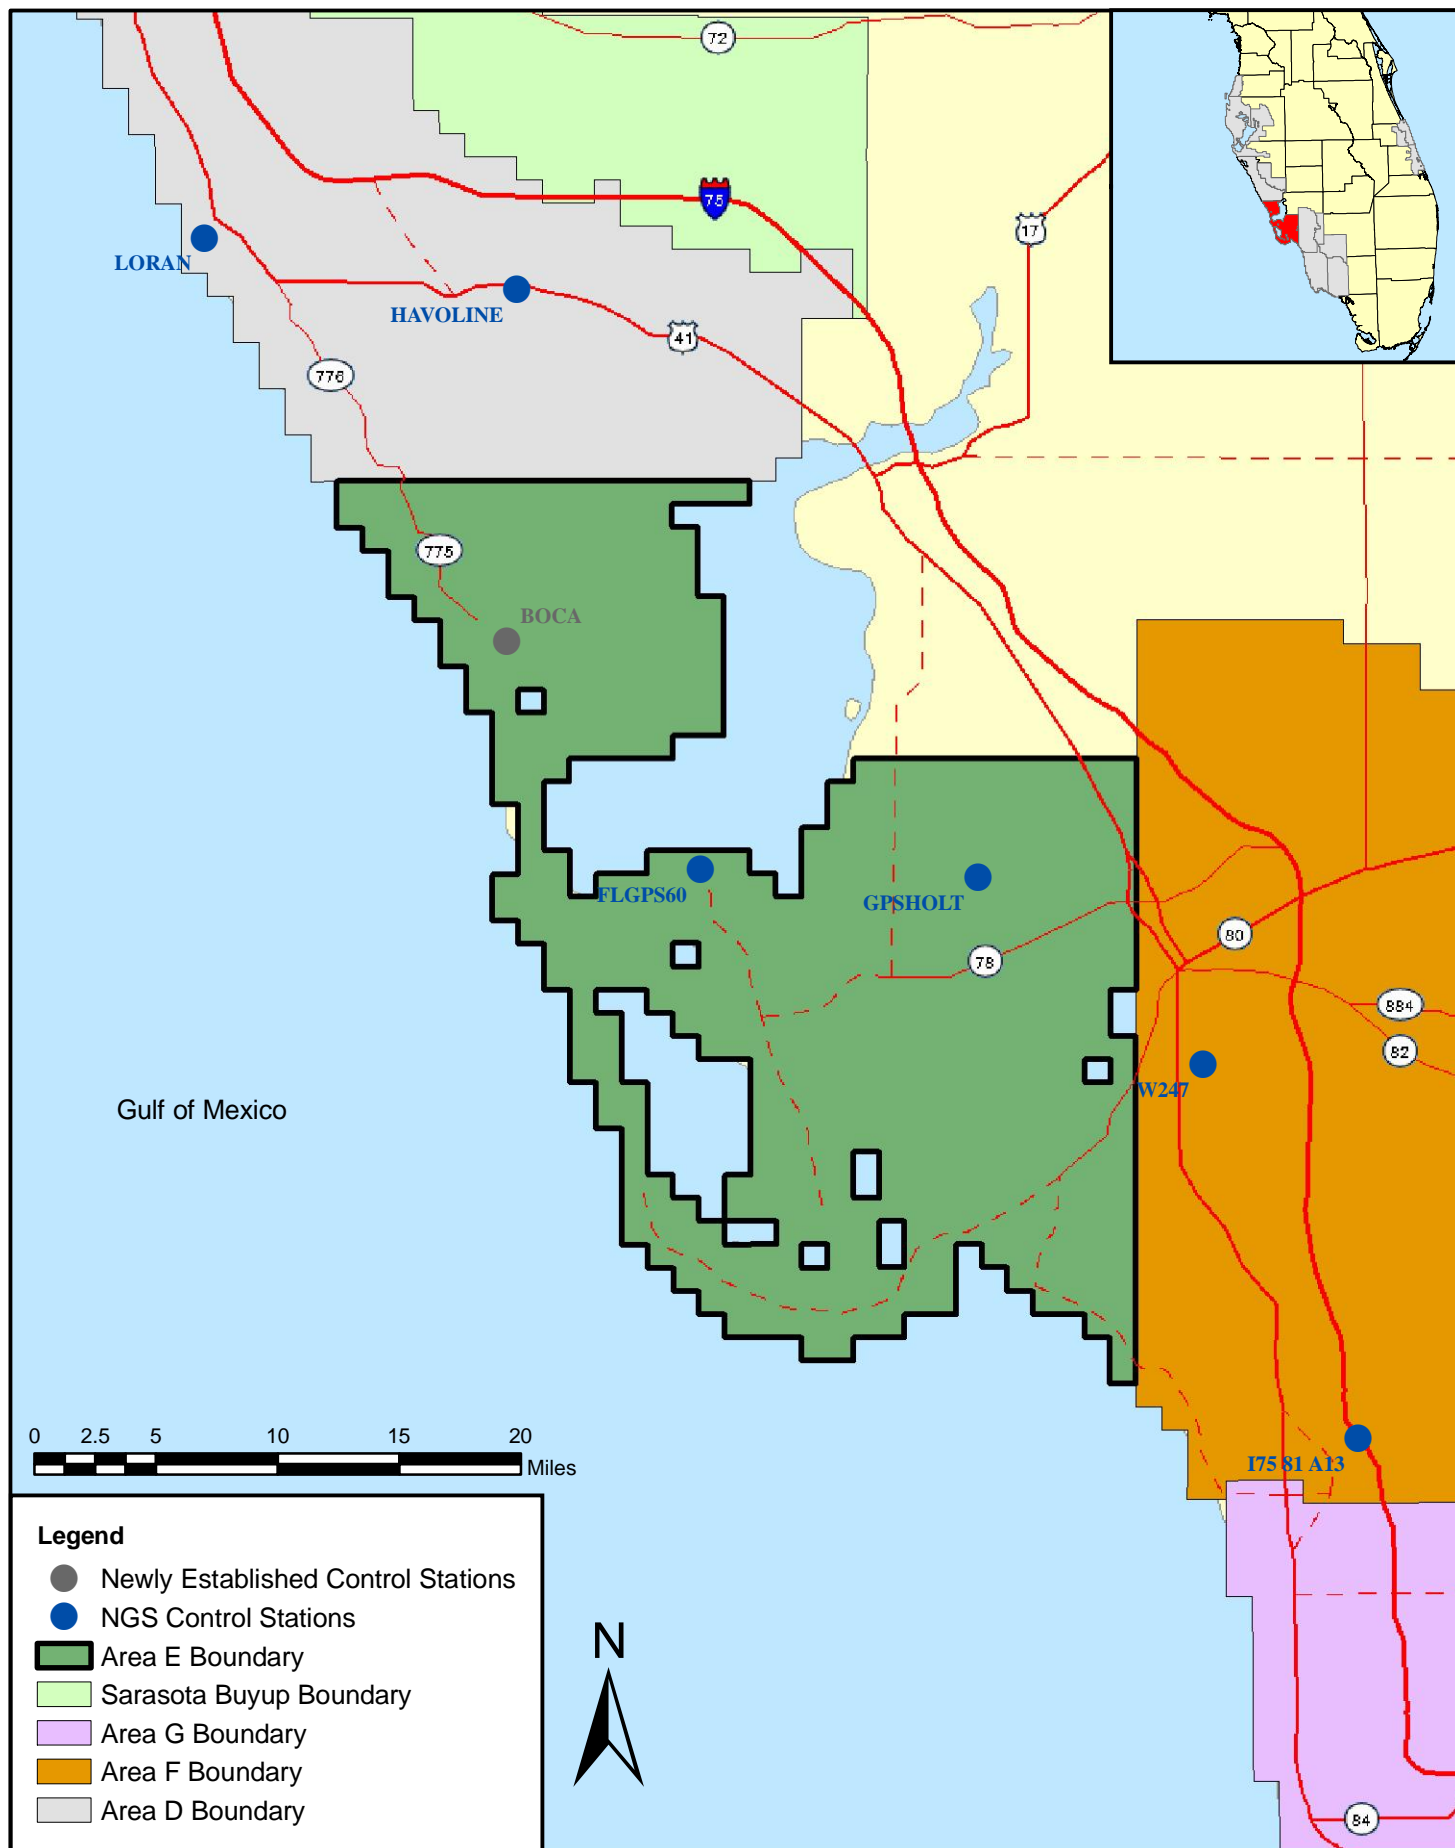 72
75
17
LORAN
HAVOLINE
41
776
775
BOCA
FLGPS60
GPSHOLT
80
78
884
82
W247
Gulf of Mexico
0 2.5 5 10 15 20
Miles
I75 81 A13
Legend
Newly Established Control Stations
NGS Control Stations
Area E Boundary
Sarasota Buyup Boundary
Area G Boundary
Area F Boundary
Area D Boundary
N
84